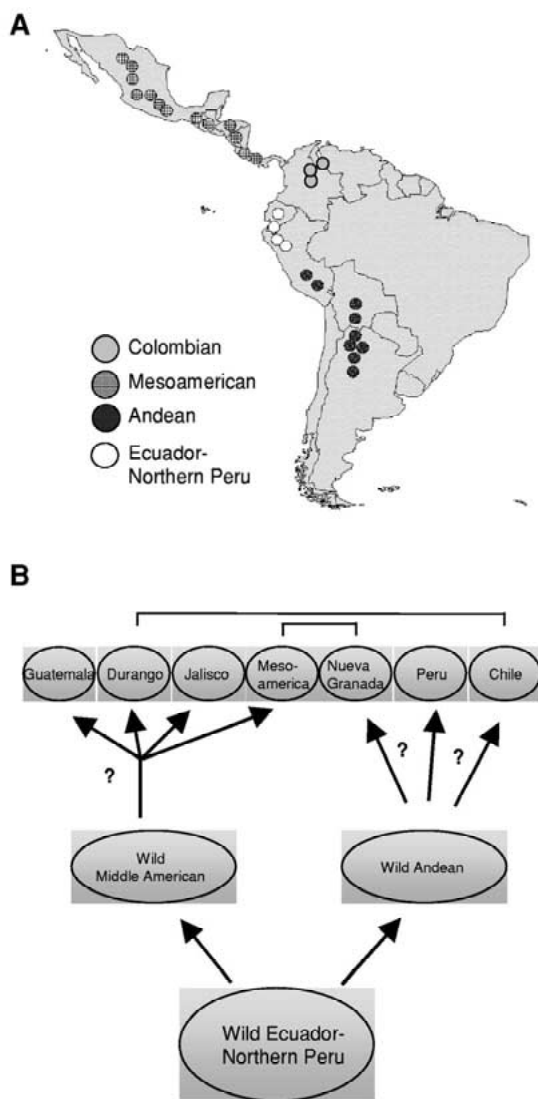 A
Colombian
Mesoamerican
Andean
Ecuador-
Northern Peru
B
Guatemala
Durango
Jalisco
Meso-
america
Nueva
Granada
Peru
Chile
?
?
?
Wild
Middle American
Wild Andean
Wild Ecuador-
Northern Peru